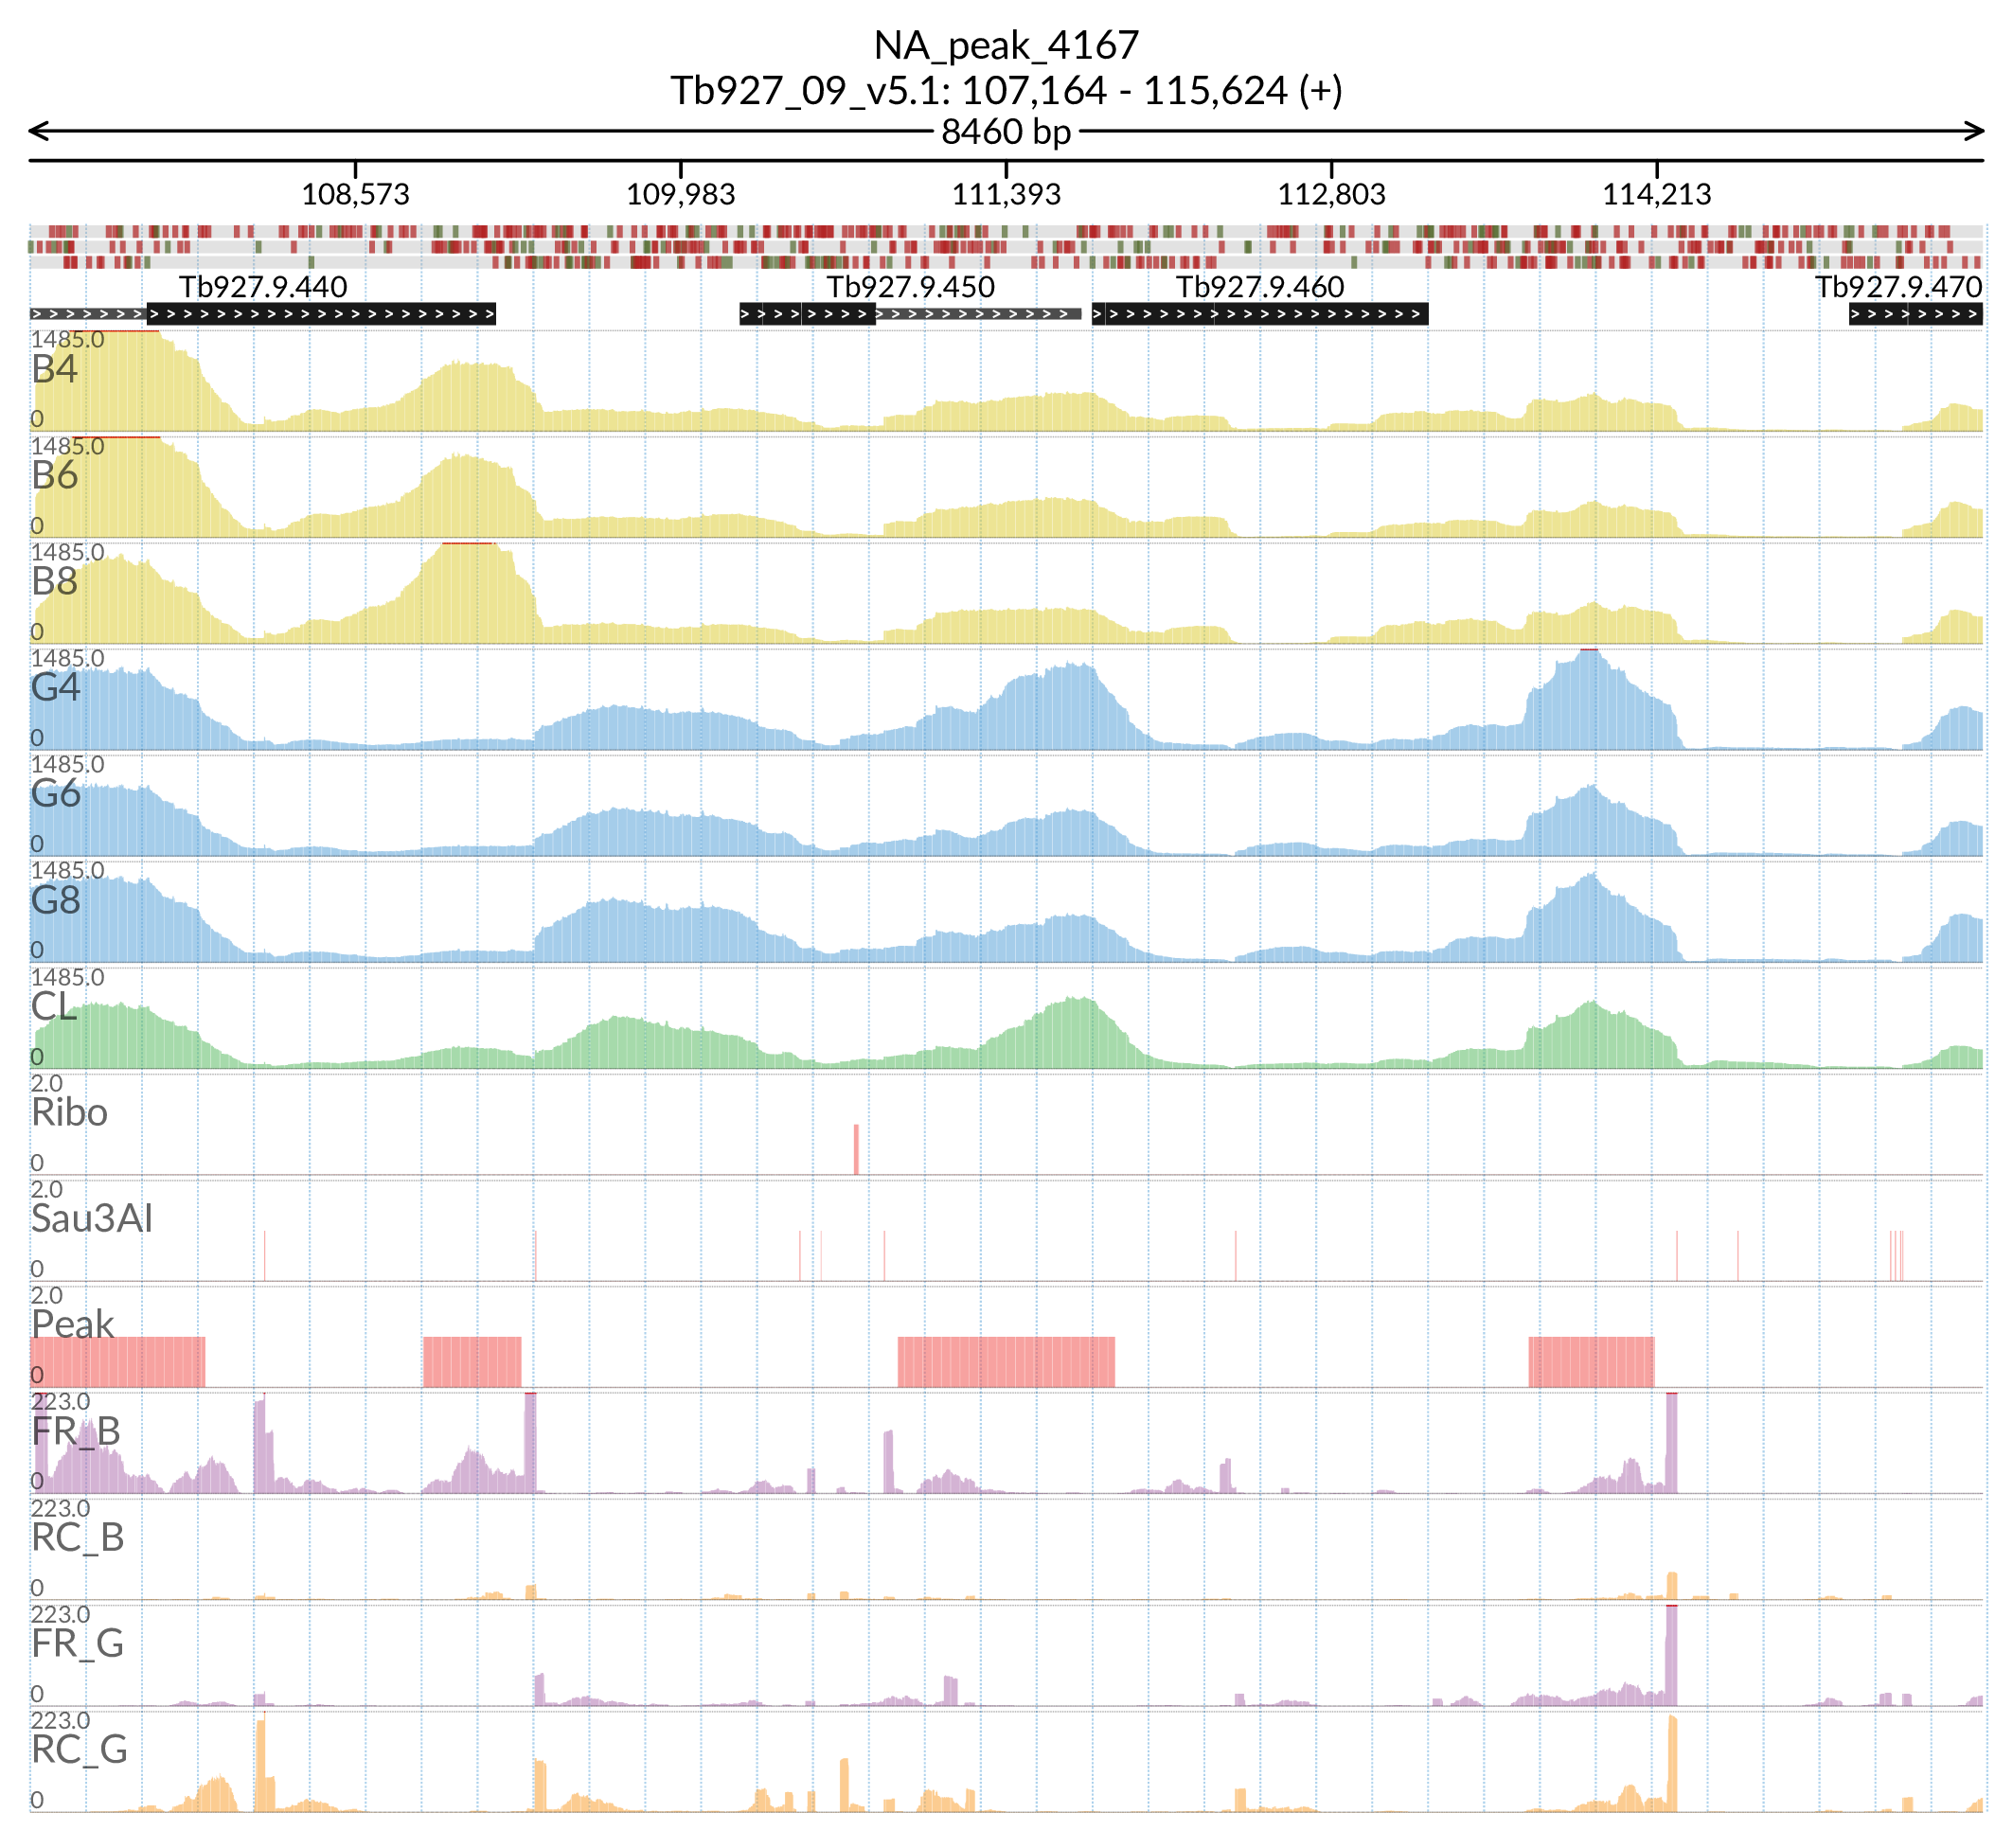 NA_peak_4167
Tb927_09_v5.1: 107,164 - 115,624 (+)
8460 bp
108,573 109,983 111,393 112,803 114,213
Tb927.9.440 Tb927.9.450 Tb927.9.460 Tb927.9.470
1485.0
B4
0
1485.0
B6
0
1485.0
B8
0
1485.0
G4
0
1485.0
G6
0
1485.0
G8
0
1485.0
CL
0
2.0
Ribo
0
2.0
Sau3AI
0
2.0
Peak
0
223.0
FR_B
0
223.0
RC_B
0
223.0
FR_G
0
223.0
RC_G
0